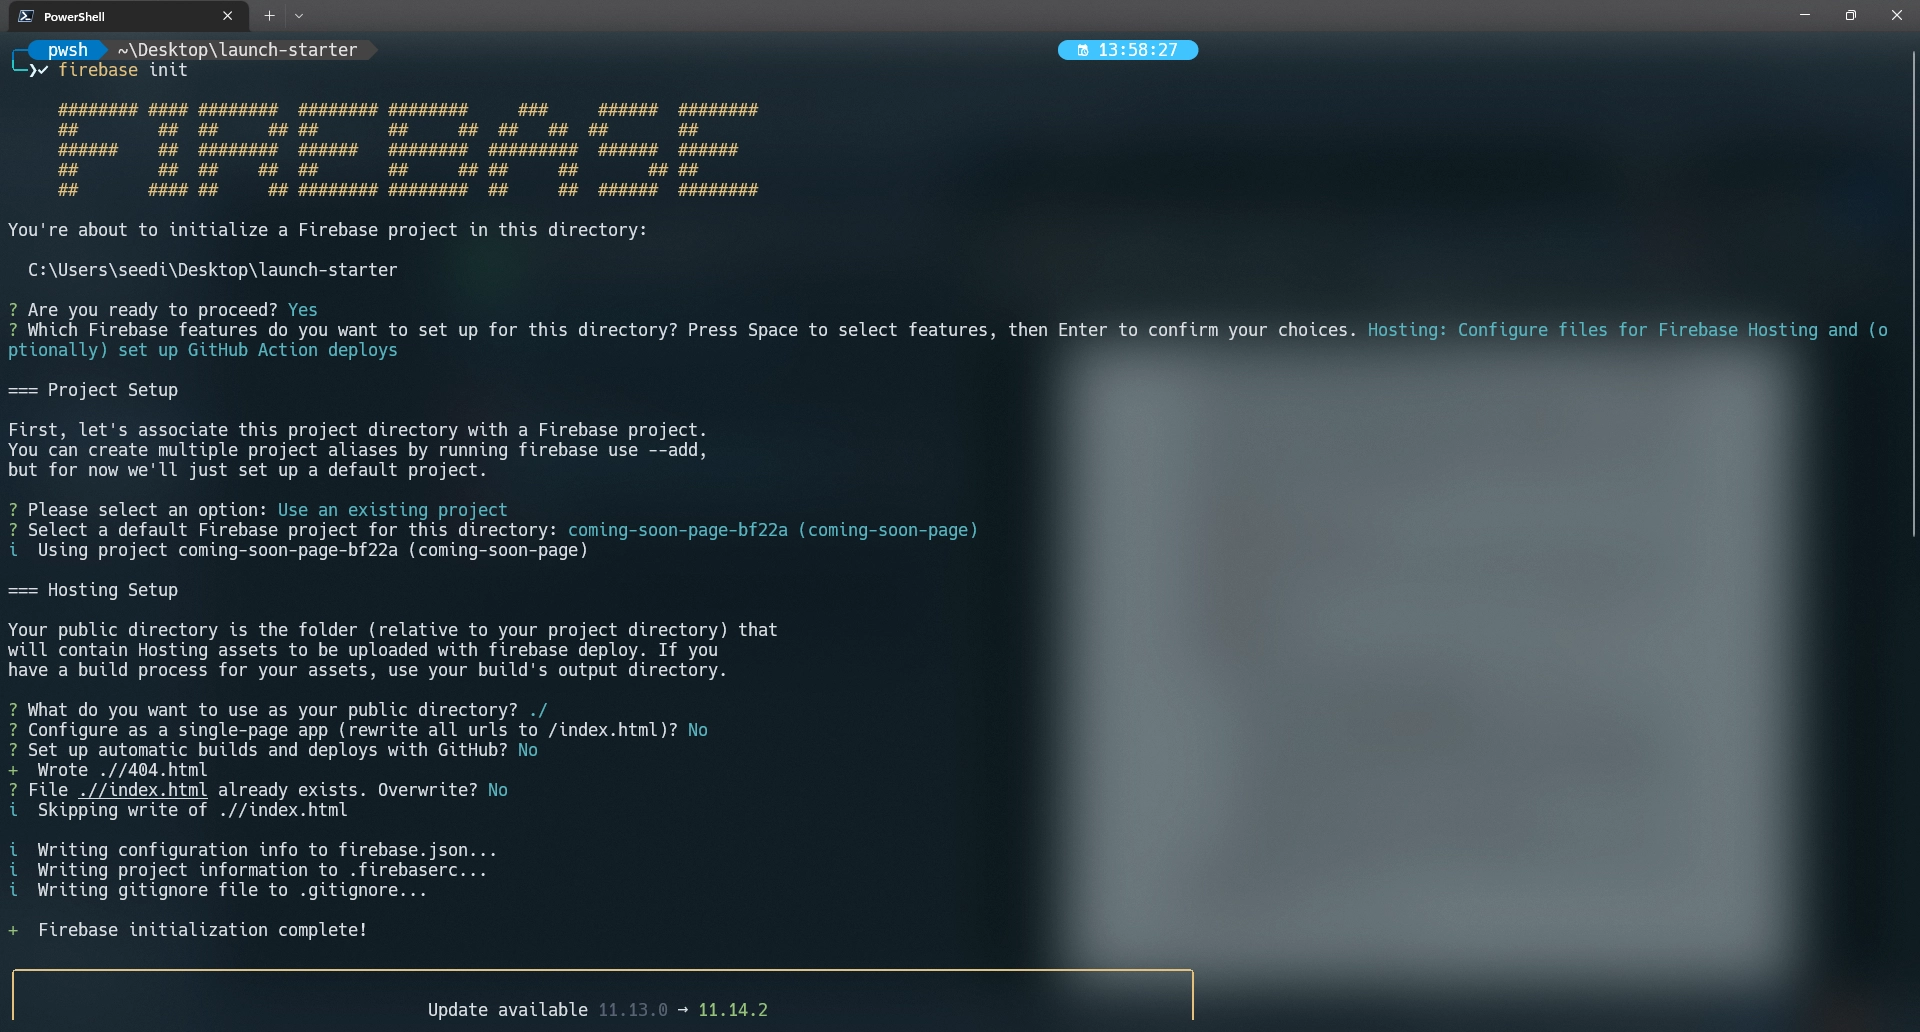 PowerShell
pwsh ~\Desktop\launch-starter 13:58:27
firebase init
######## #### ########  ######## ########     ###     ######  ########
##        ##  ##     ## ##       ##     ##  ##   ##  ##       ##
######    ##  ########  ######   ########  #########  ######  ######
##        ##  ##    ##  ##       ##     ## ##     ##       ## ##
##       #### ##     ## ######## ########  ##     ##  ######  ########
You're about to initialize a Firebase project in this directory:
C:\Users\seedi\Desktop\launch-starter
? Are you ready to proceed? Yes
? Which Firebase features do you want to set up for this directory? Press Space to select features, then Enter to confirm your choices. Hosting: Configure files for Firebase Hosting and (o
ptionally) set up GitHub Action deploys
=== Project Setup
First, let's associate this project directory with a Firebase project.
You can create multiple project aliases by running firebase use --add,
but for now we'll just set up a default project.
? Please select an option: Use an existing project
? Select a default Firebase project for this directory: coming-soon-page-bf22a (coming-soon-page)
i  Using project coming-soon-page-bf22a (coming-soon-page)
=== Hosting Setup
Your public directory is the folder (relative to your project directory) that
will contain Hosting assets to be uploaded with firebase deploy. If you
have a build process for your assets, use your build's output directory.
? What do you want to use as your public directory? ./
? Configure as a single-page app (rewrite all urls to /index.html)? No
? Set up automatic builds and deploys with GitHub? No
+  Wrote .//404.html
? File .//index.html already exists. Overwrite? No
i  Skipping write of .//index.html
i  Writing configuration info to firebase.json...
i  Writing project information to .firebaserc...
i  Writing gitignore file to .gitignore...
+  Firebase initialization complete!
Update available 11.13.0 → 11.14.2